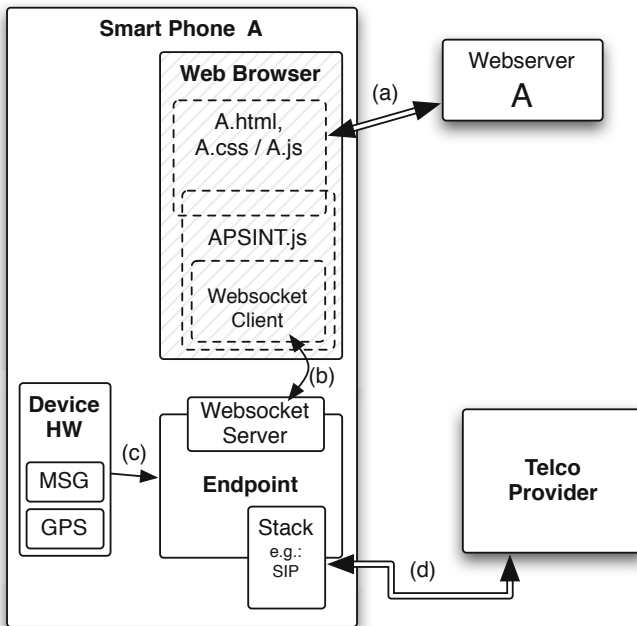 Smart Phone A
Web Browser
A.html,
A.css / A.js
APSINT.js
Websocket
Client
(a)
Webserver
A
(b)
Device
HW
MSG
GPS
(c)
Websocket
Server
Endpoint
Stack
e.g.:
SIP
(d)
Telco
Provider